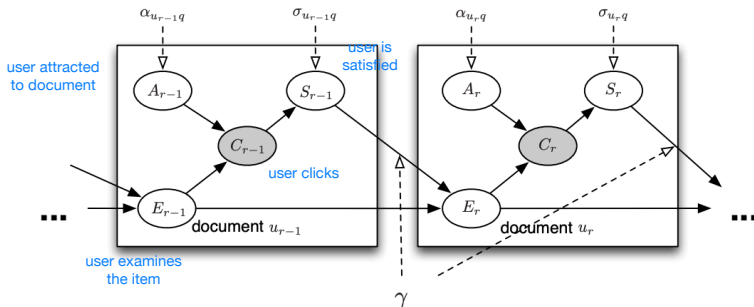 α_{u_{r-1}q} σ_{u_{r-1}q} α_{u_r q} σ_{u_r q}
user attracted
to document
user is
satisfied
A_{r-1} S_{r-1} A_r S_r
C_{r-1} C_r
user clicks
... E_{r-1} E_r ...
document u_{r-1} document u_r
user examines
the item
γ